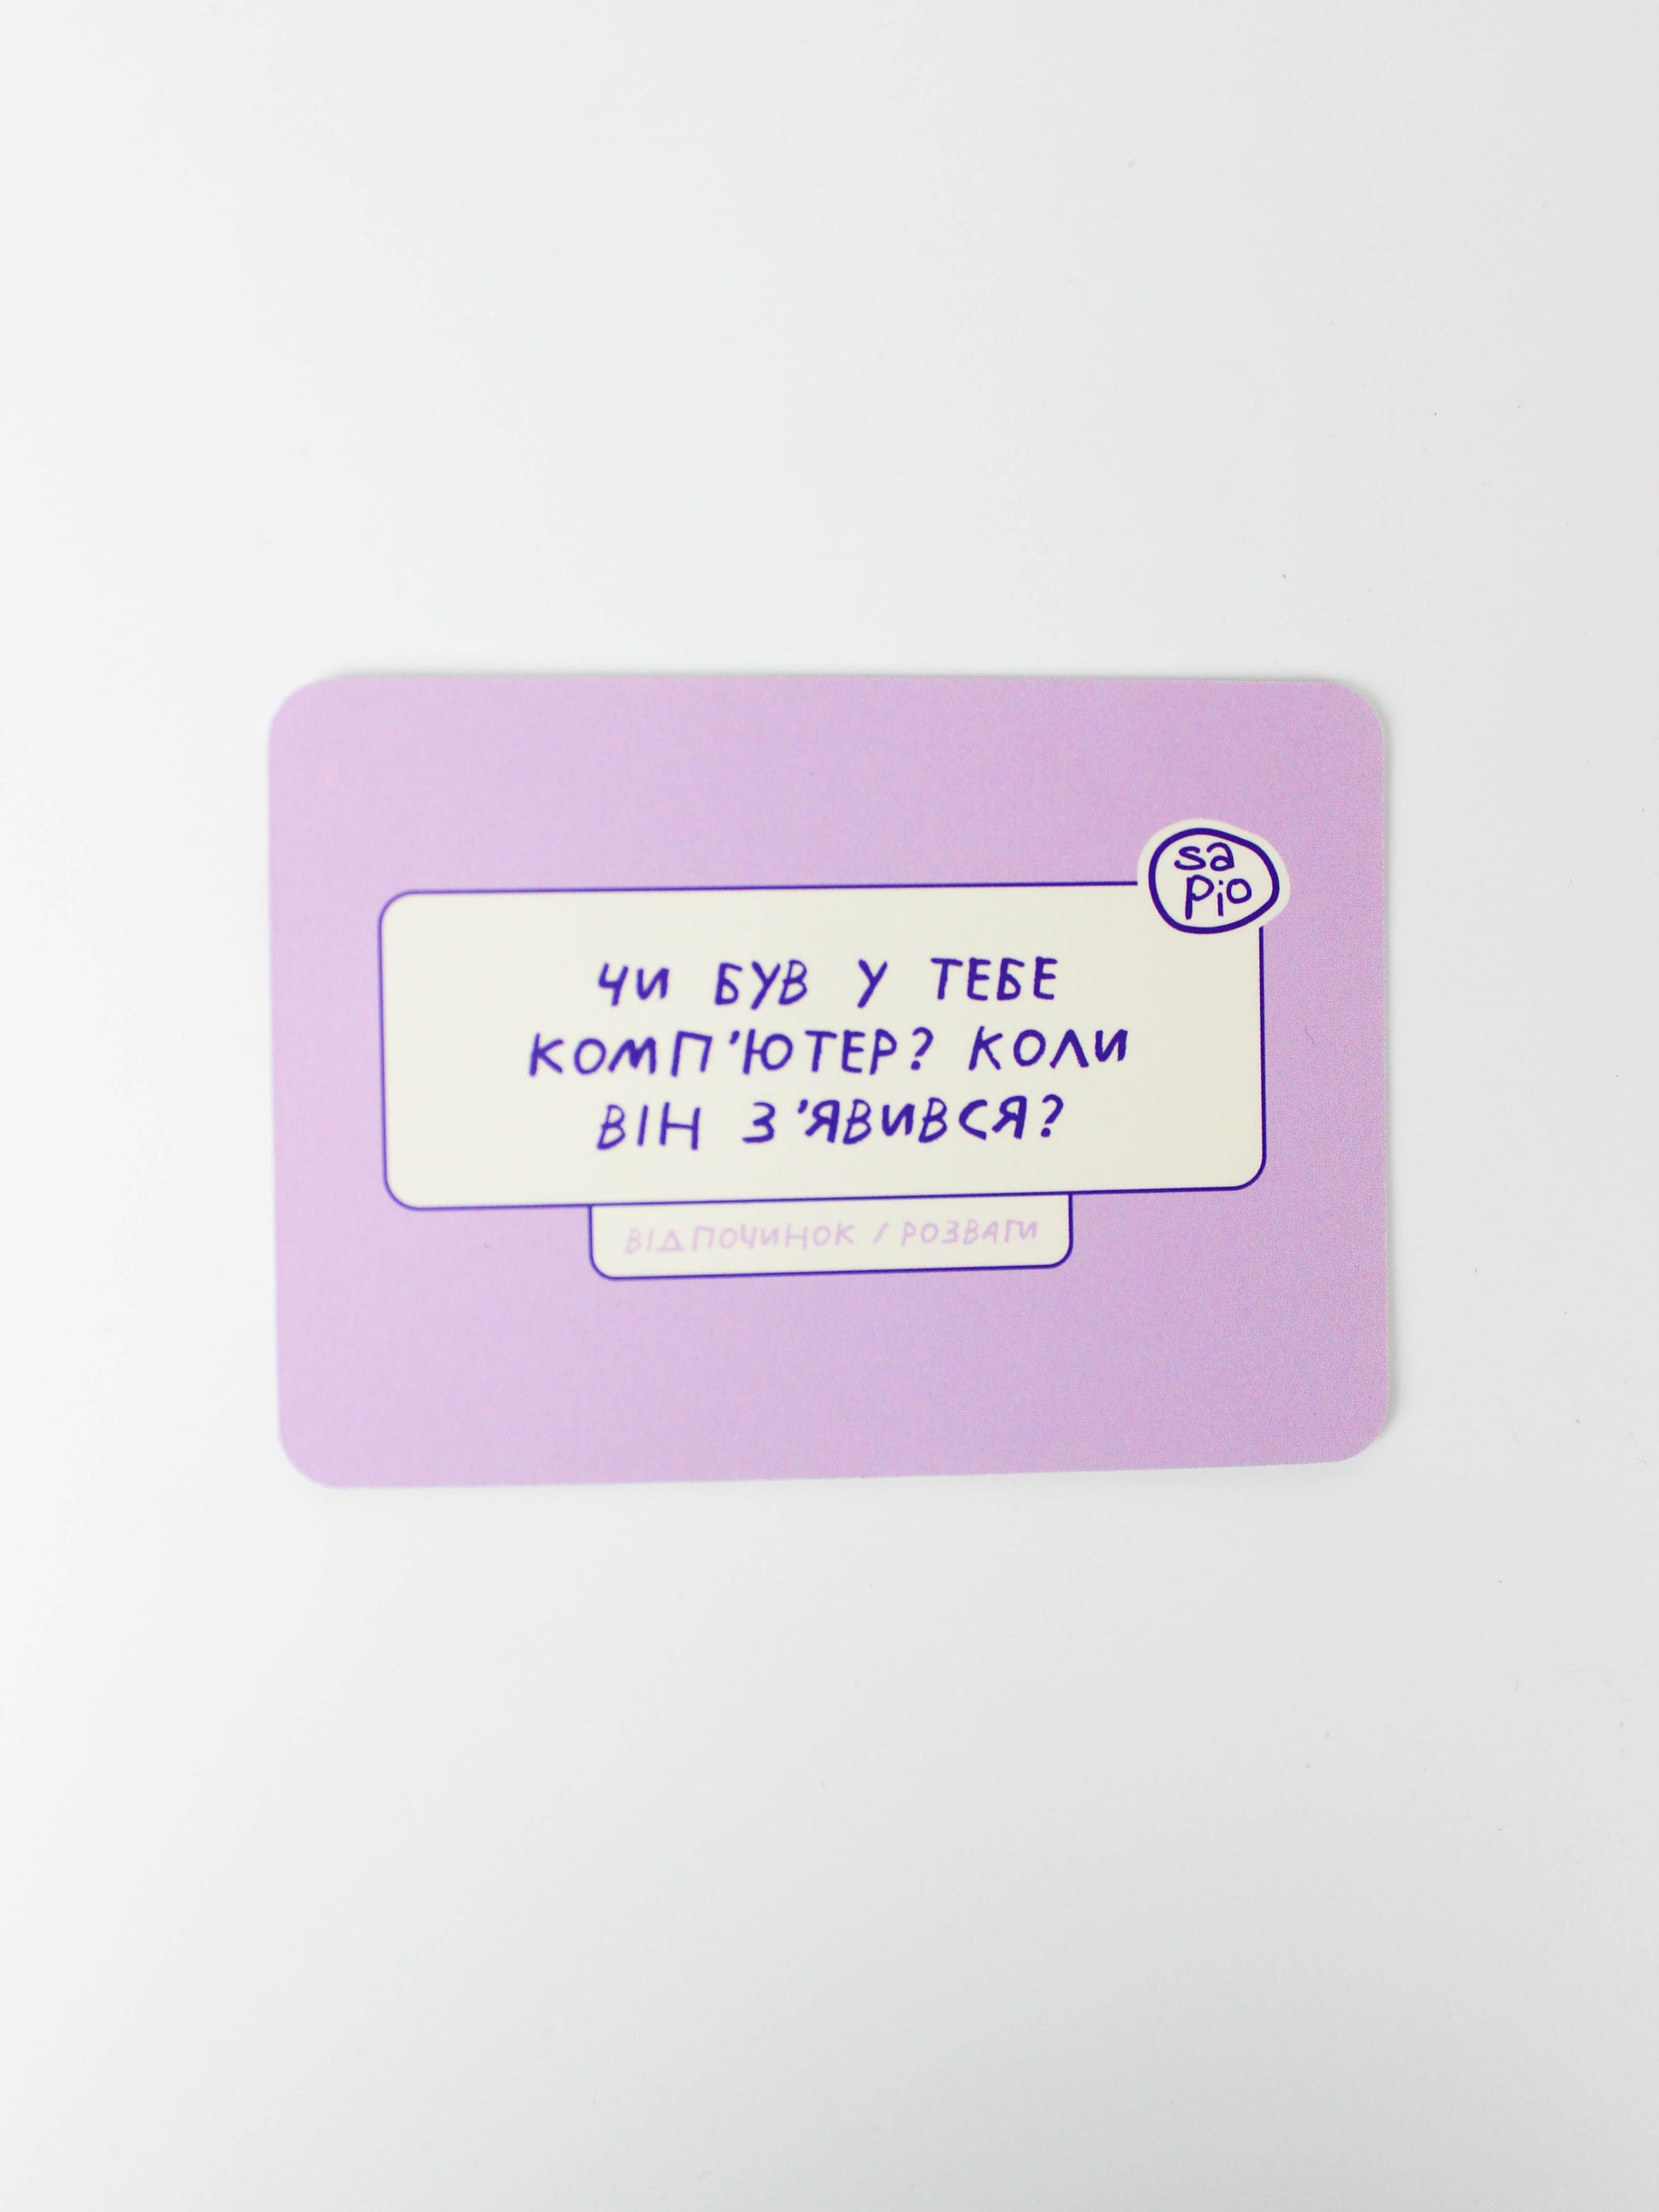 sa
pio
ЧИ БУВ У ТЕБЕ
КОМП'ЮТЕР? КОЛИ
ВІН З'ЯВИВСЯ?
ВІДПОЧИНОК / РОЗВАГИ